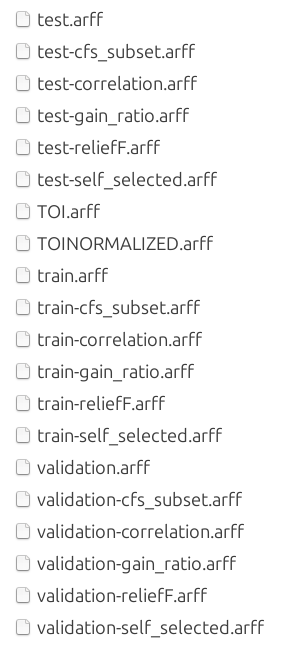 test.arff
test-cfs_subset.arff
test-correlation.arff
test-gain_ratio.arff
test-reliefF.arff
test-self_selected.arff
TOI.arff
TOINORMALIZED.arff
train.arff
train-cfs_subset.arff
train-correlation.arff
train-gain_ratio.arff
train-reliefF.arff
train-self_selected.arff
validation.arff
validation-cfs_subset.arff
validation-correlation.arff
validation-gain_ratio.arff
validation-reliefF.arff
validation-self_selected.arff